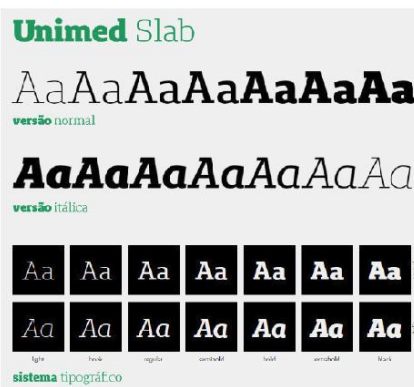 Unimed Slab
AaAaAaAaAaAaAa
versão normal
AaAaAaAaAaAaAa
versão itálica
Aa Aa Aa Aa Aa Aa Aa
Aa Aa Aa Aa Aa Aa Aa
light book regular semibold bold extrabold black
sistema tipográfico